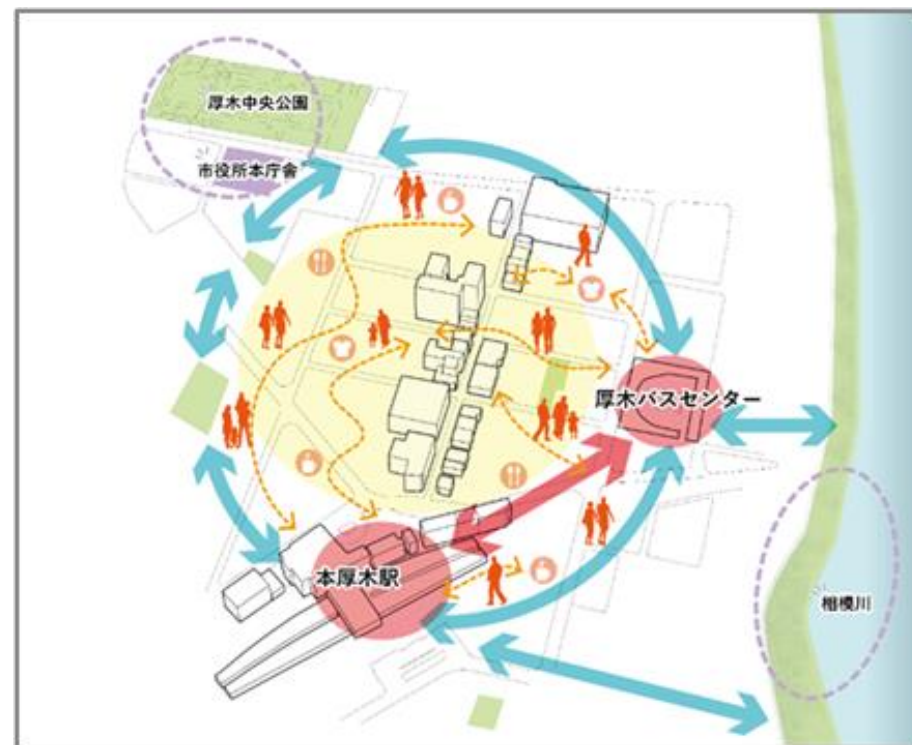 厚木中央公園
市役所本庁舎
厚木バスセンター
本厚木駅
相模川